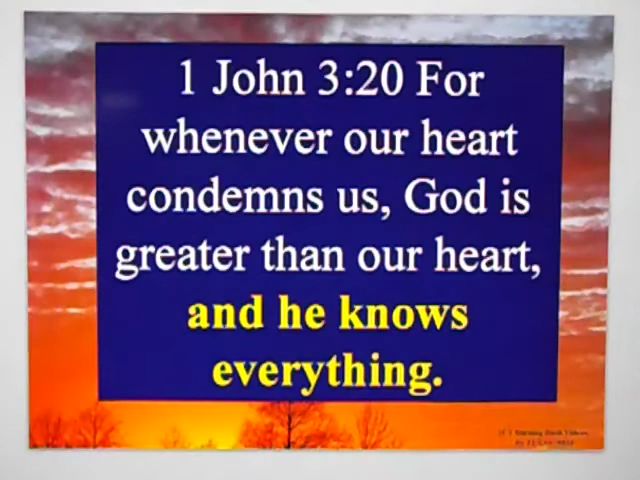 1 John 3:20 For
whenever our heart
condemns us, God is
greater than our heart,
and he knows
everything.